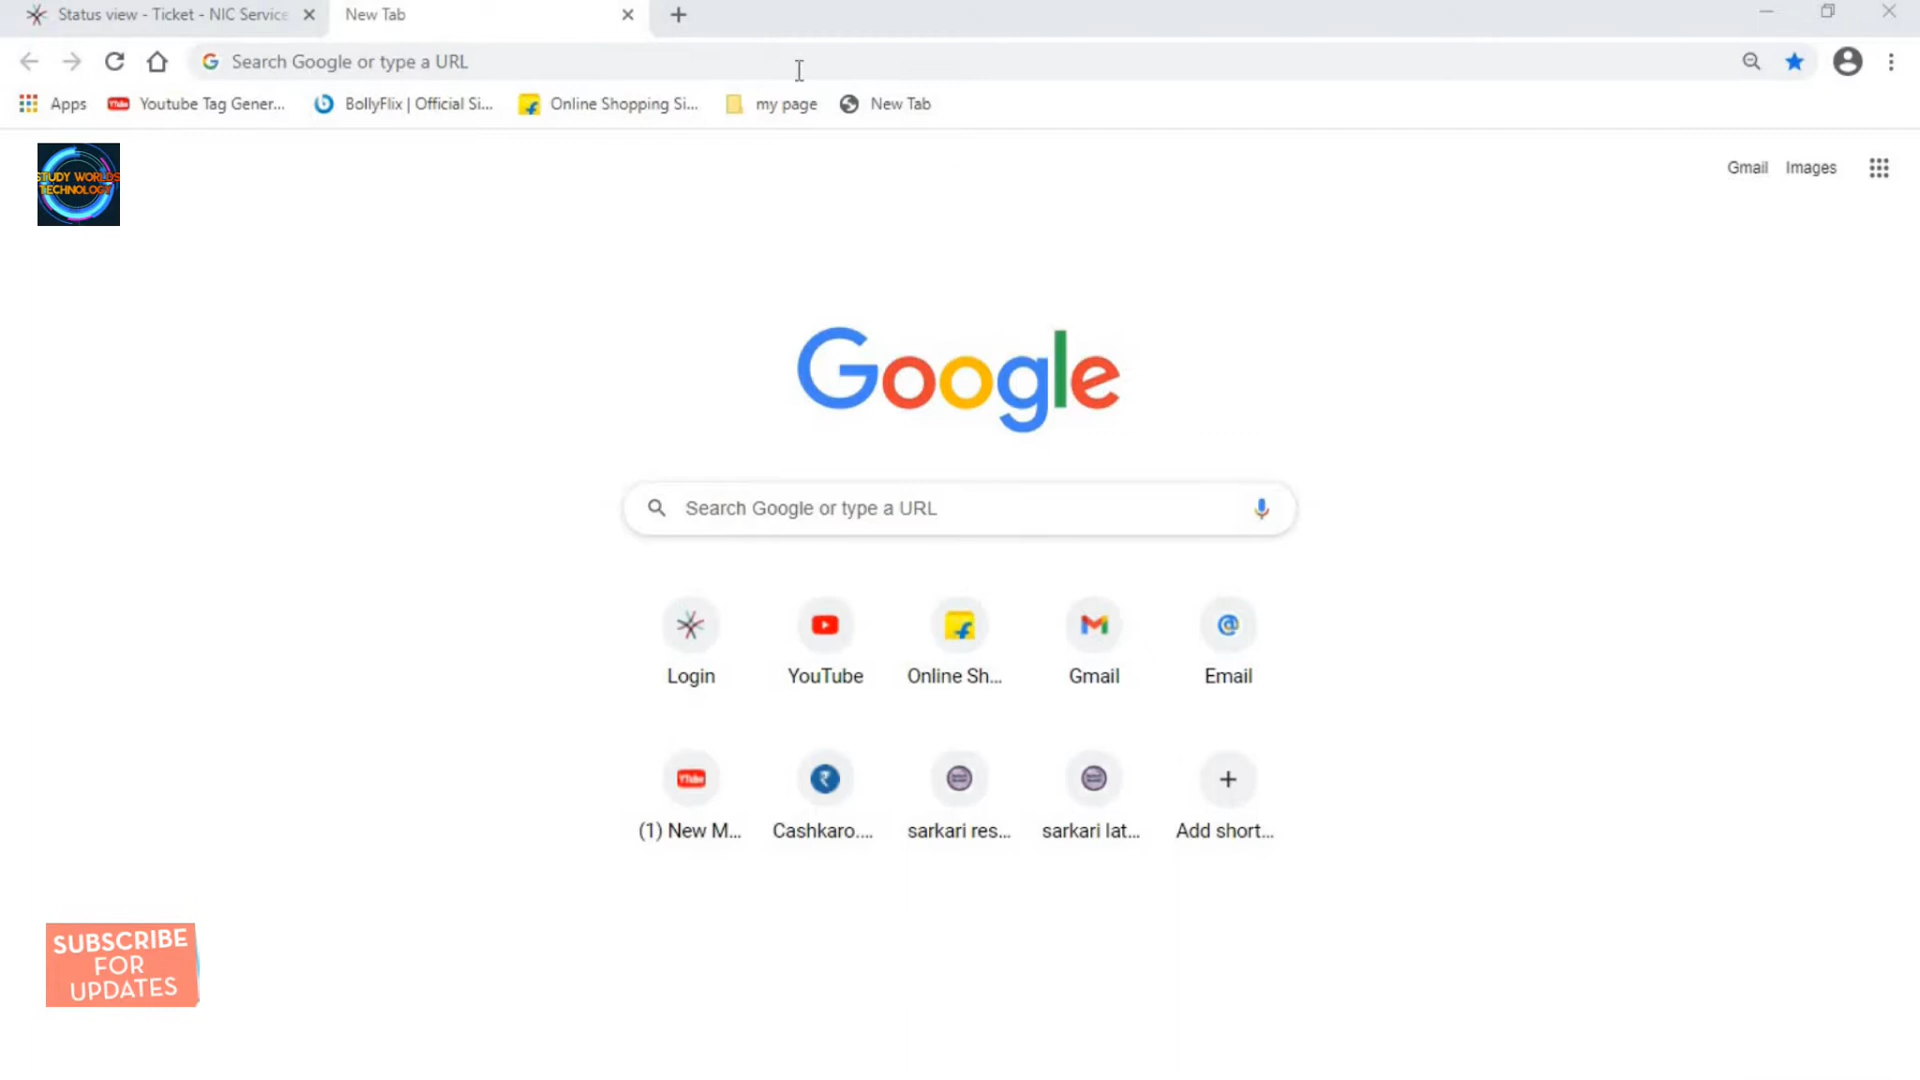 Status view - Ticket - NIC Service
New Tab
Search Google or type a URL
Apps
Youtube Tag Gener...
BollyFlix | Official Si...
Online Shopping Si...
my page
New Tab
STUDY WORLDS
TECHNOLOGY
Gmail
Images
Google
Search Google or type a URL
Login
YouTube
Online Sh...
Gmail
Email
(1) New M...
Cashkaro....
sarkari res...
sarkari lat...
Add short...
SUBSCRIBE
FOR
UPDATES